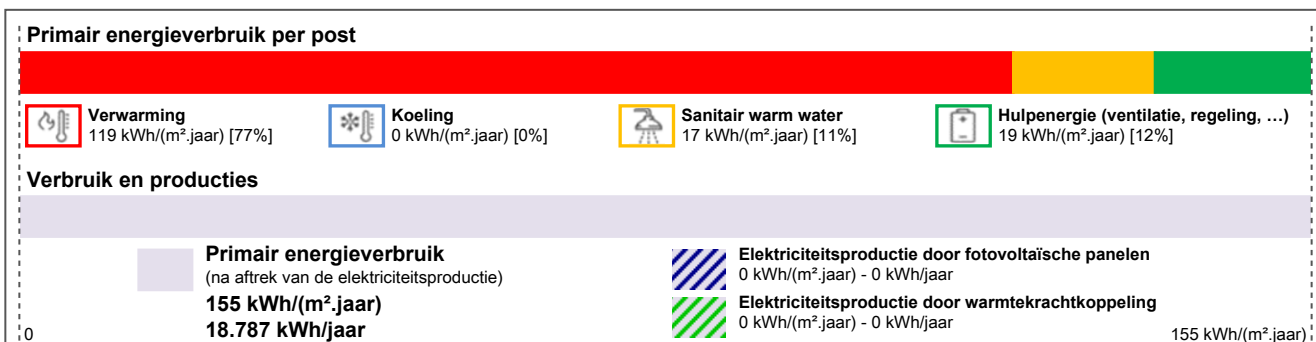 Primair energieverbruik per post
Verwarming
119 kWh/(m².jaar) [77%]
Koeling
0 kWh/(m².jaar) [0%]
Sanitair warm water
17 kWh/(m².jaar) [11%]
Hulpenergie (ventilatie, regeling, …)
19 kWh/(m².jaar) [12%]
Verbruik en producties
Primair energieverbruik
(na aftrek van de elektriciteitsproductie)
155 kWh/(m².jaar)
18.787 kWh/jaar
Elektriciteitsproductie door fotovoltaïsche panelen
0 kWh/(m².jaar) - 0 kWh/jaar
Elektriciteitsproductie door warmtekrachtkoppeling
0 kWh/(m².jaar) - 0 kWh/jaar
0
155 kWh/(m².jaar)